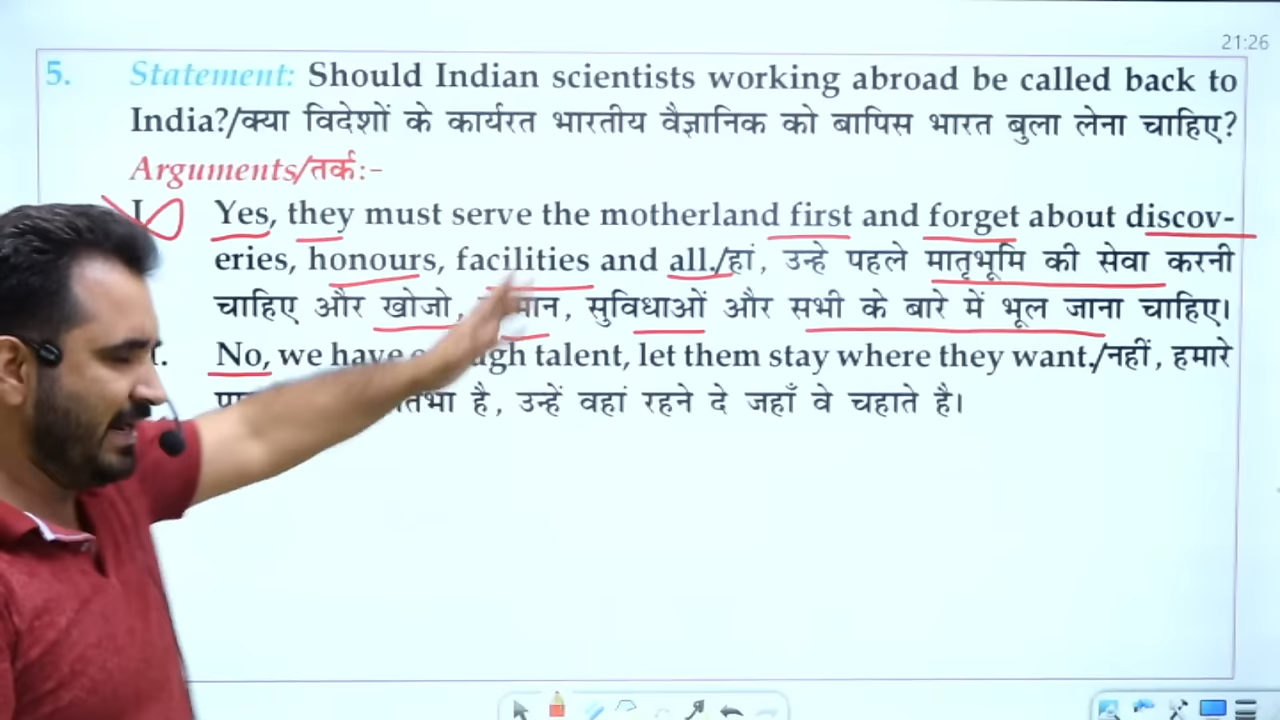 21:26
5. Statement: Should Indian scientists working abroad be called back to
India?/क्या विदेशों के कार्यरत भारतीय वैज्ञानिक को बापिस भारत बुला लेना चाहिए?
Arguments/तर्क:-
I. Yes, they must serve the motherland first and forget about discov-
eries, honours, facilities and all./हां, उन्हे पहले मातृभूमि की सेवा करनी
चाहिए और खोजो, सुविधाओं और सभी के बारे में भूल जाना चाहिए।
No, we have talent, let them stay where they want./नहीं, हमारे
है, उन्हें वहां रहने दे जहाँ वे चहाते है।